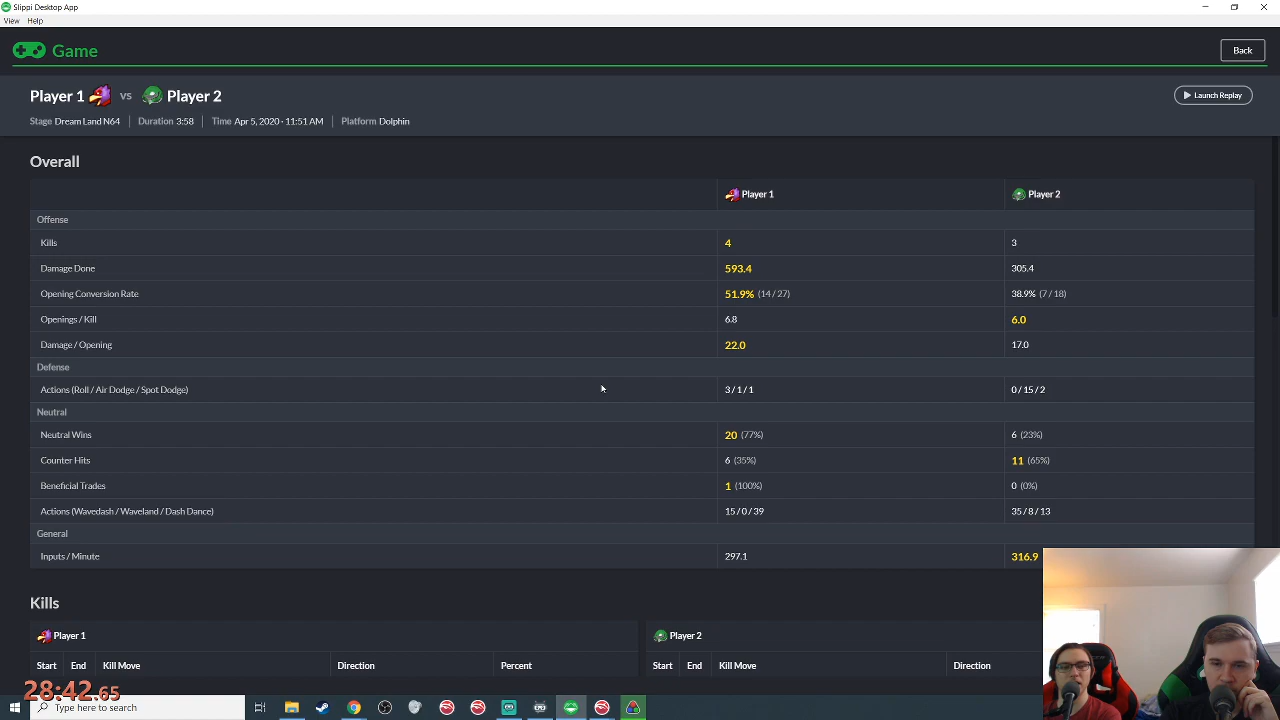 Slippi Desktop App
View Help
Game
Back
Player 1 vs Player 2
Launch Replay
Stage Dream Land N64 Duration 3:58 Time Apr 5, 2020 · 11:51 AM Platform Dolphin
Overall
Player 1 Player 2
Offense
Kills 4 3
Damage Done 593.4 305.4
Opening Conversion Rate 51.9% (14 / 27) 38.9% (7 / 18)
Openings / Kill 6.8 6.0
Damage / Opening 22.0 17.0
Defense
Actions (Roll / Air Dodge / Spot Dodge) 3 / 1 / 1 0 / 15 / 2
Neutral
Neutral Wins 20 (77%) 6 (23%)
Counter Hits 6 (35%) 11 (65%)
Beneficial Trades 1 (100%) 0 (0%)
Actions (Wavedash / Waveland / Dash Dance) 15 / 0 / 39 35 / 8 / 13
General
Inputs / Minute 297.1 316.9
Kills
Player 1 Player 2
Start End Kill Move Direction Percent Start End Kill Move Direction
28:42.65
Type here to search